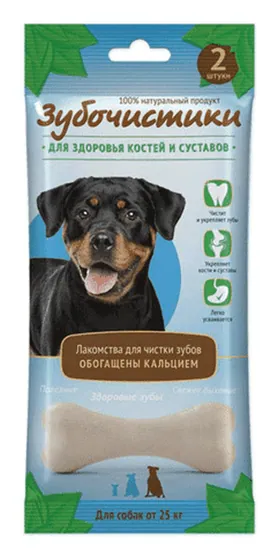 2
штуки
100% натуральный продукт
Зубочистики
ДЛЯ ЗДОРОВЬЯ КОСТЕЙ И СУСТАВОВ
Чистит
и укрепляет зубы
Укрепляет
кости и суставы
Легко
усваивается
Лакомства для чистки зубов
ОБОГАЩЕНЫ КАЛЬЦИЕМ
Свежее дыхание
Здоровые зубы
Для собак от 25 кг